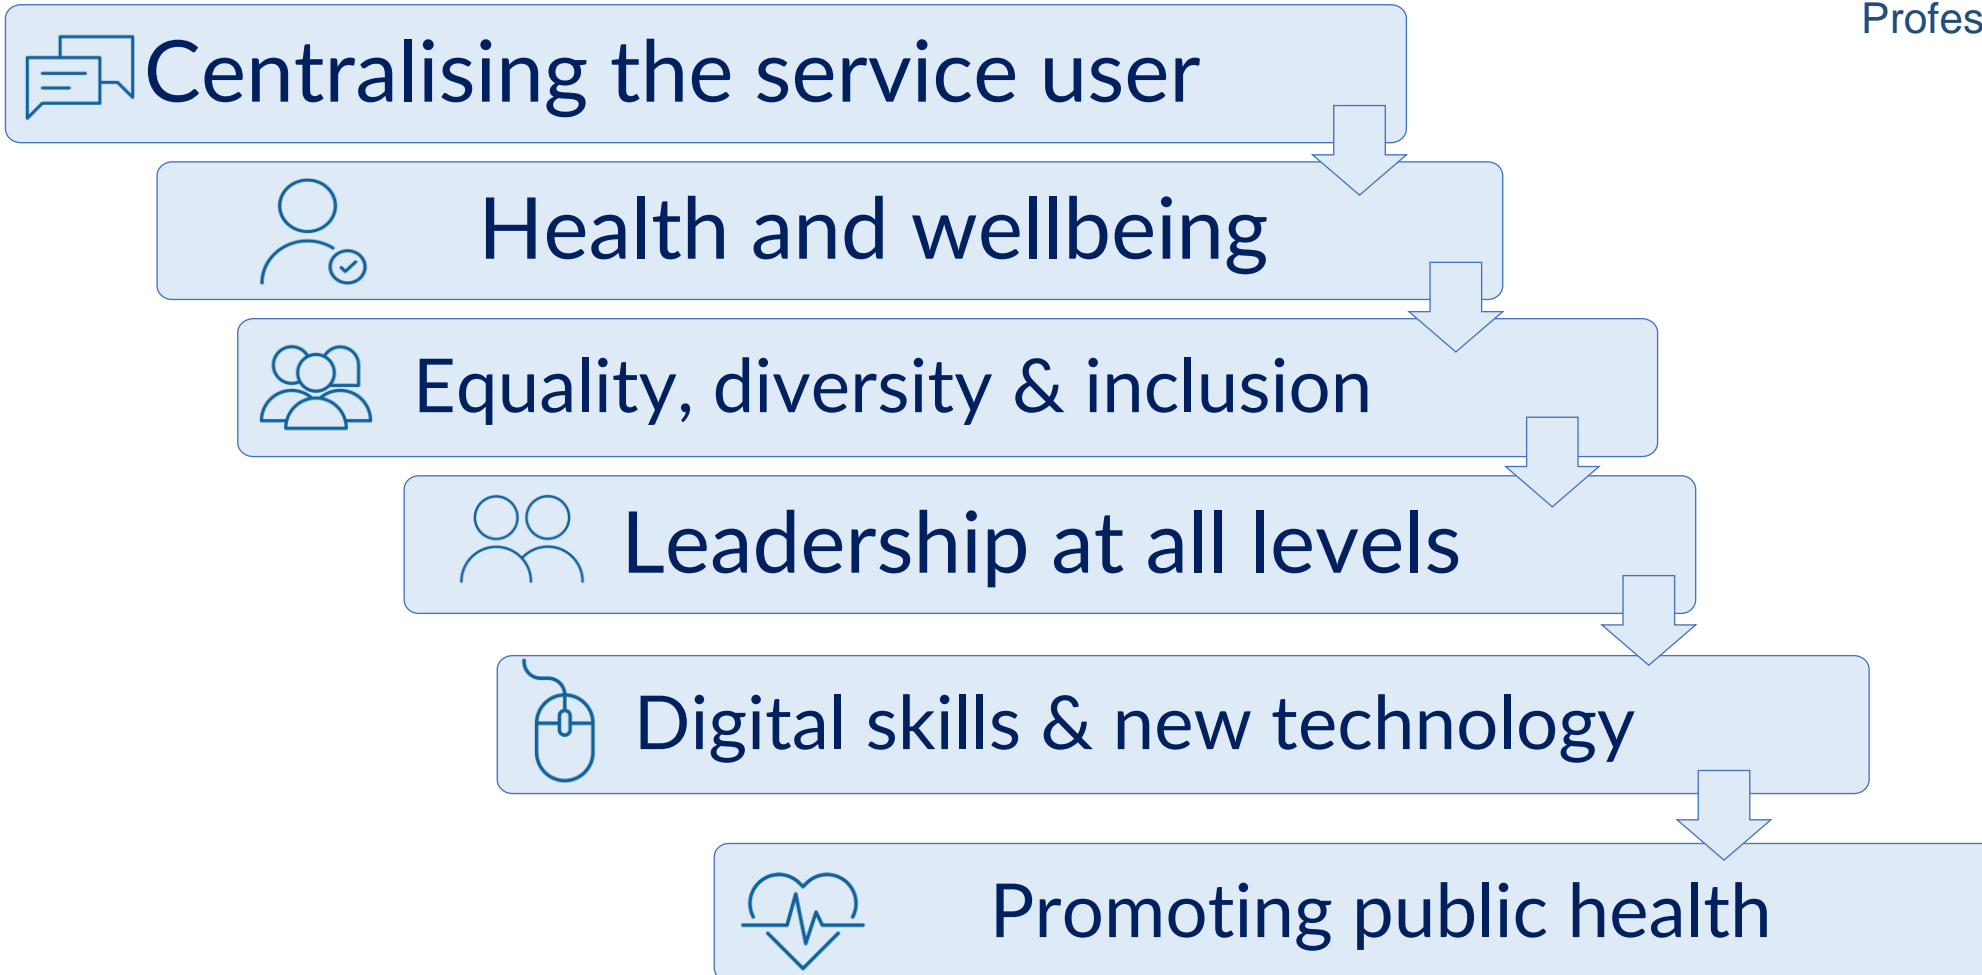 Profes
Centralising the service user
Health and wellbeing
Equality, diversity & inclusion
Leadership at all levels
Digital skills & new technology
Promoting public health